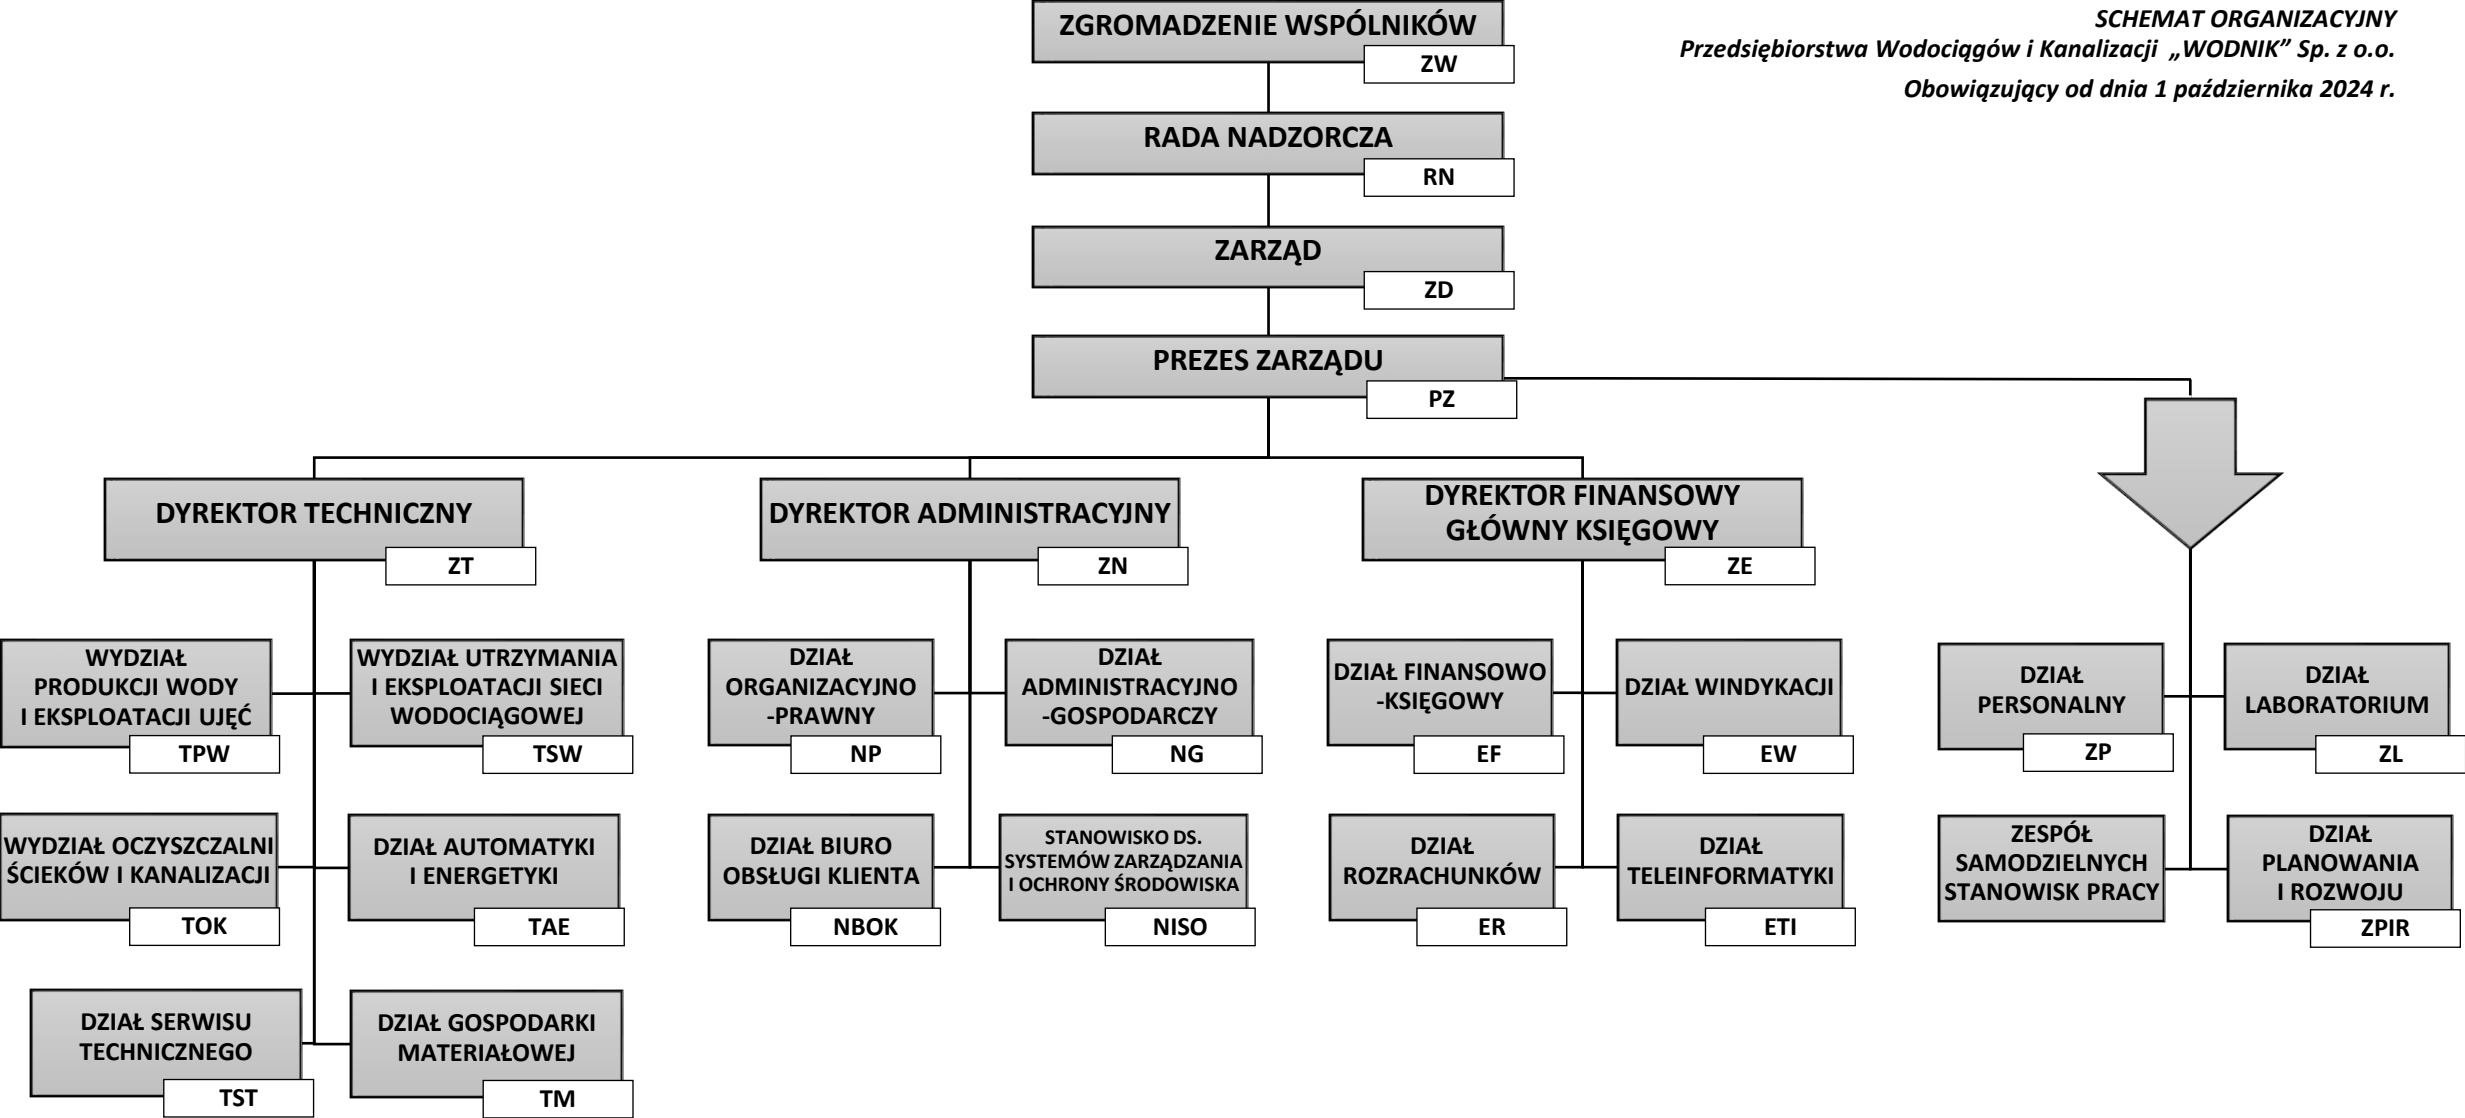 SCHEMAT ORGANIZACYJNY
Przedsiębiorstwa Wodociągów i Kanalizacji „WODNIK” Sp. z o.o.
Obowiązujący od dnia 1 października 2024 r.
ZGROMADZENIE WSPÓLNIKÓW
ZW
RADA NADZORCZA
RN
ZARZĄD
ZD
PREZES ZARZĄDU
PZ
DYREKTOR TECHNICZNY
ZT
DYREKTOR ADMINISTRACYJNY
ZN
DYREKTOR FINANSOWY
GŁÓWNY KSIĘGOWY
ZE
WYDZIAŁ
PRODUKCJI WODY
I EKSPLOATACJI UJĘĆ
TPW
WYDZIAŁ UTRZYMANIA
I EKSPLOATACJI SIECI
WODOCIĄGOWEJ
TSW
DZIAŁ
ORGANIZACYJNO
-PRAWNY
NP
DZIAŁ
ADMINISTRACYJNO
-GOSPODARCZY
NG
DZIAŁ FINANSOWO
-KSIĘGOWY
EF
DZIAŁ WINDYKACJI
EW
DZIAŁ
PERSONALNY
ZP
DZIAŁ
LABORATORIUM
ZL
WYDZIAŁ OCZYSZCZALNI
ŚCIEKÓW I KANALIZACJI
TOK
DZIAŁ AUTOMATYKI
I ENERGETYKI
TAE
DZIAŁ BIURO
OBSŁUGI KLIENTA
NBOK
STANOWISKO DS.
SYSTEMÓW ZARZĄDZANIA
I OCHRONY ŚRODOWISKA
NISO
DZIAŁ
ROZRACHUNKÓW
ER
DZIAŁ
TELEINFORMATYKI
ETI
ZESPÓŁ
SAMODZIELNYCH
STANOWISK PRACY
DZIAŁ
PLANOWANIA
I ROZWOJU
ZPIR
DZIAŁ SERWISU
TECHNICZNEGO
TST
DZIAŁ GOSPODARKI
MATERIAŁOWEJ
TM